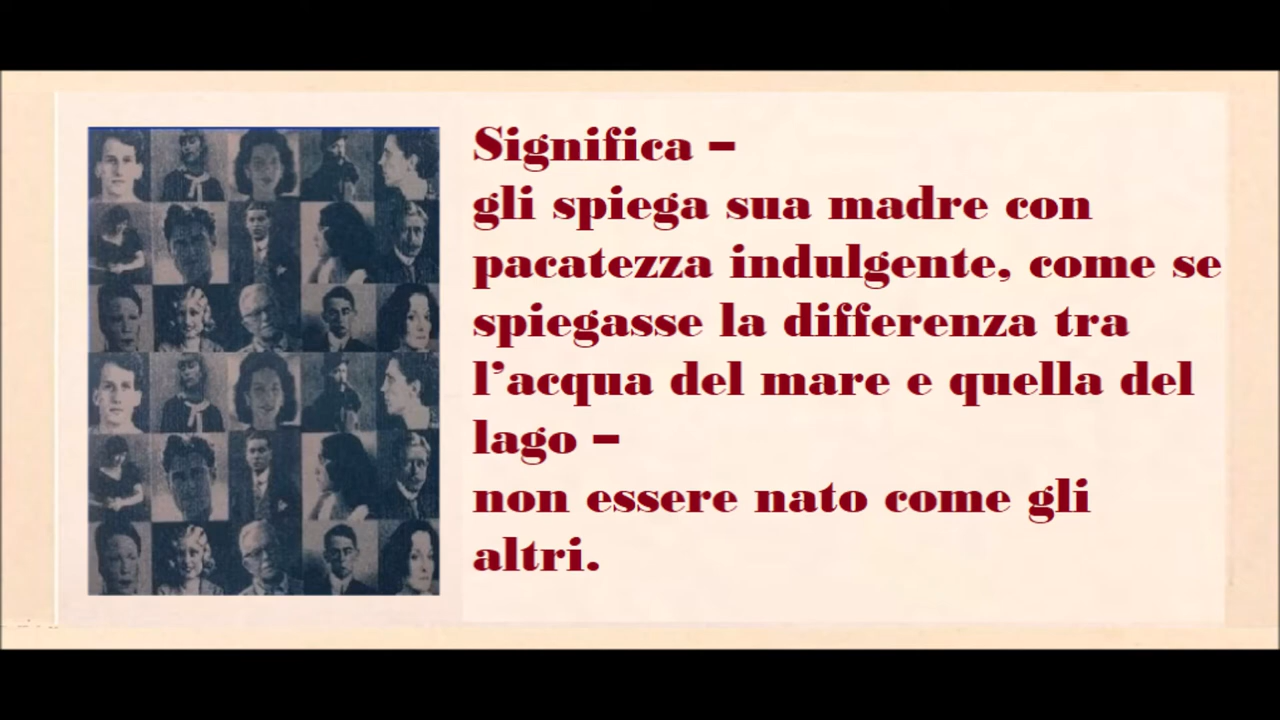 Significa –
gli spiega sua madre con
pacatezza indulgente, come se
spiegasse la differenza tra
l’acqua del mare e quella del
lago –
non essere nato come gli
altri.